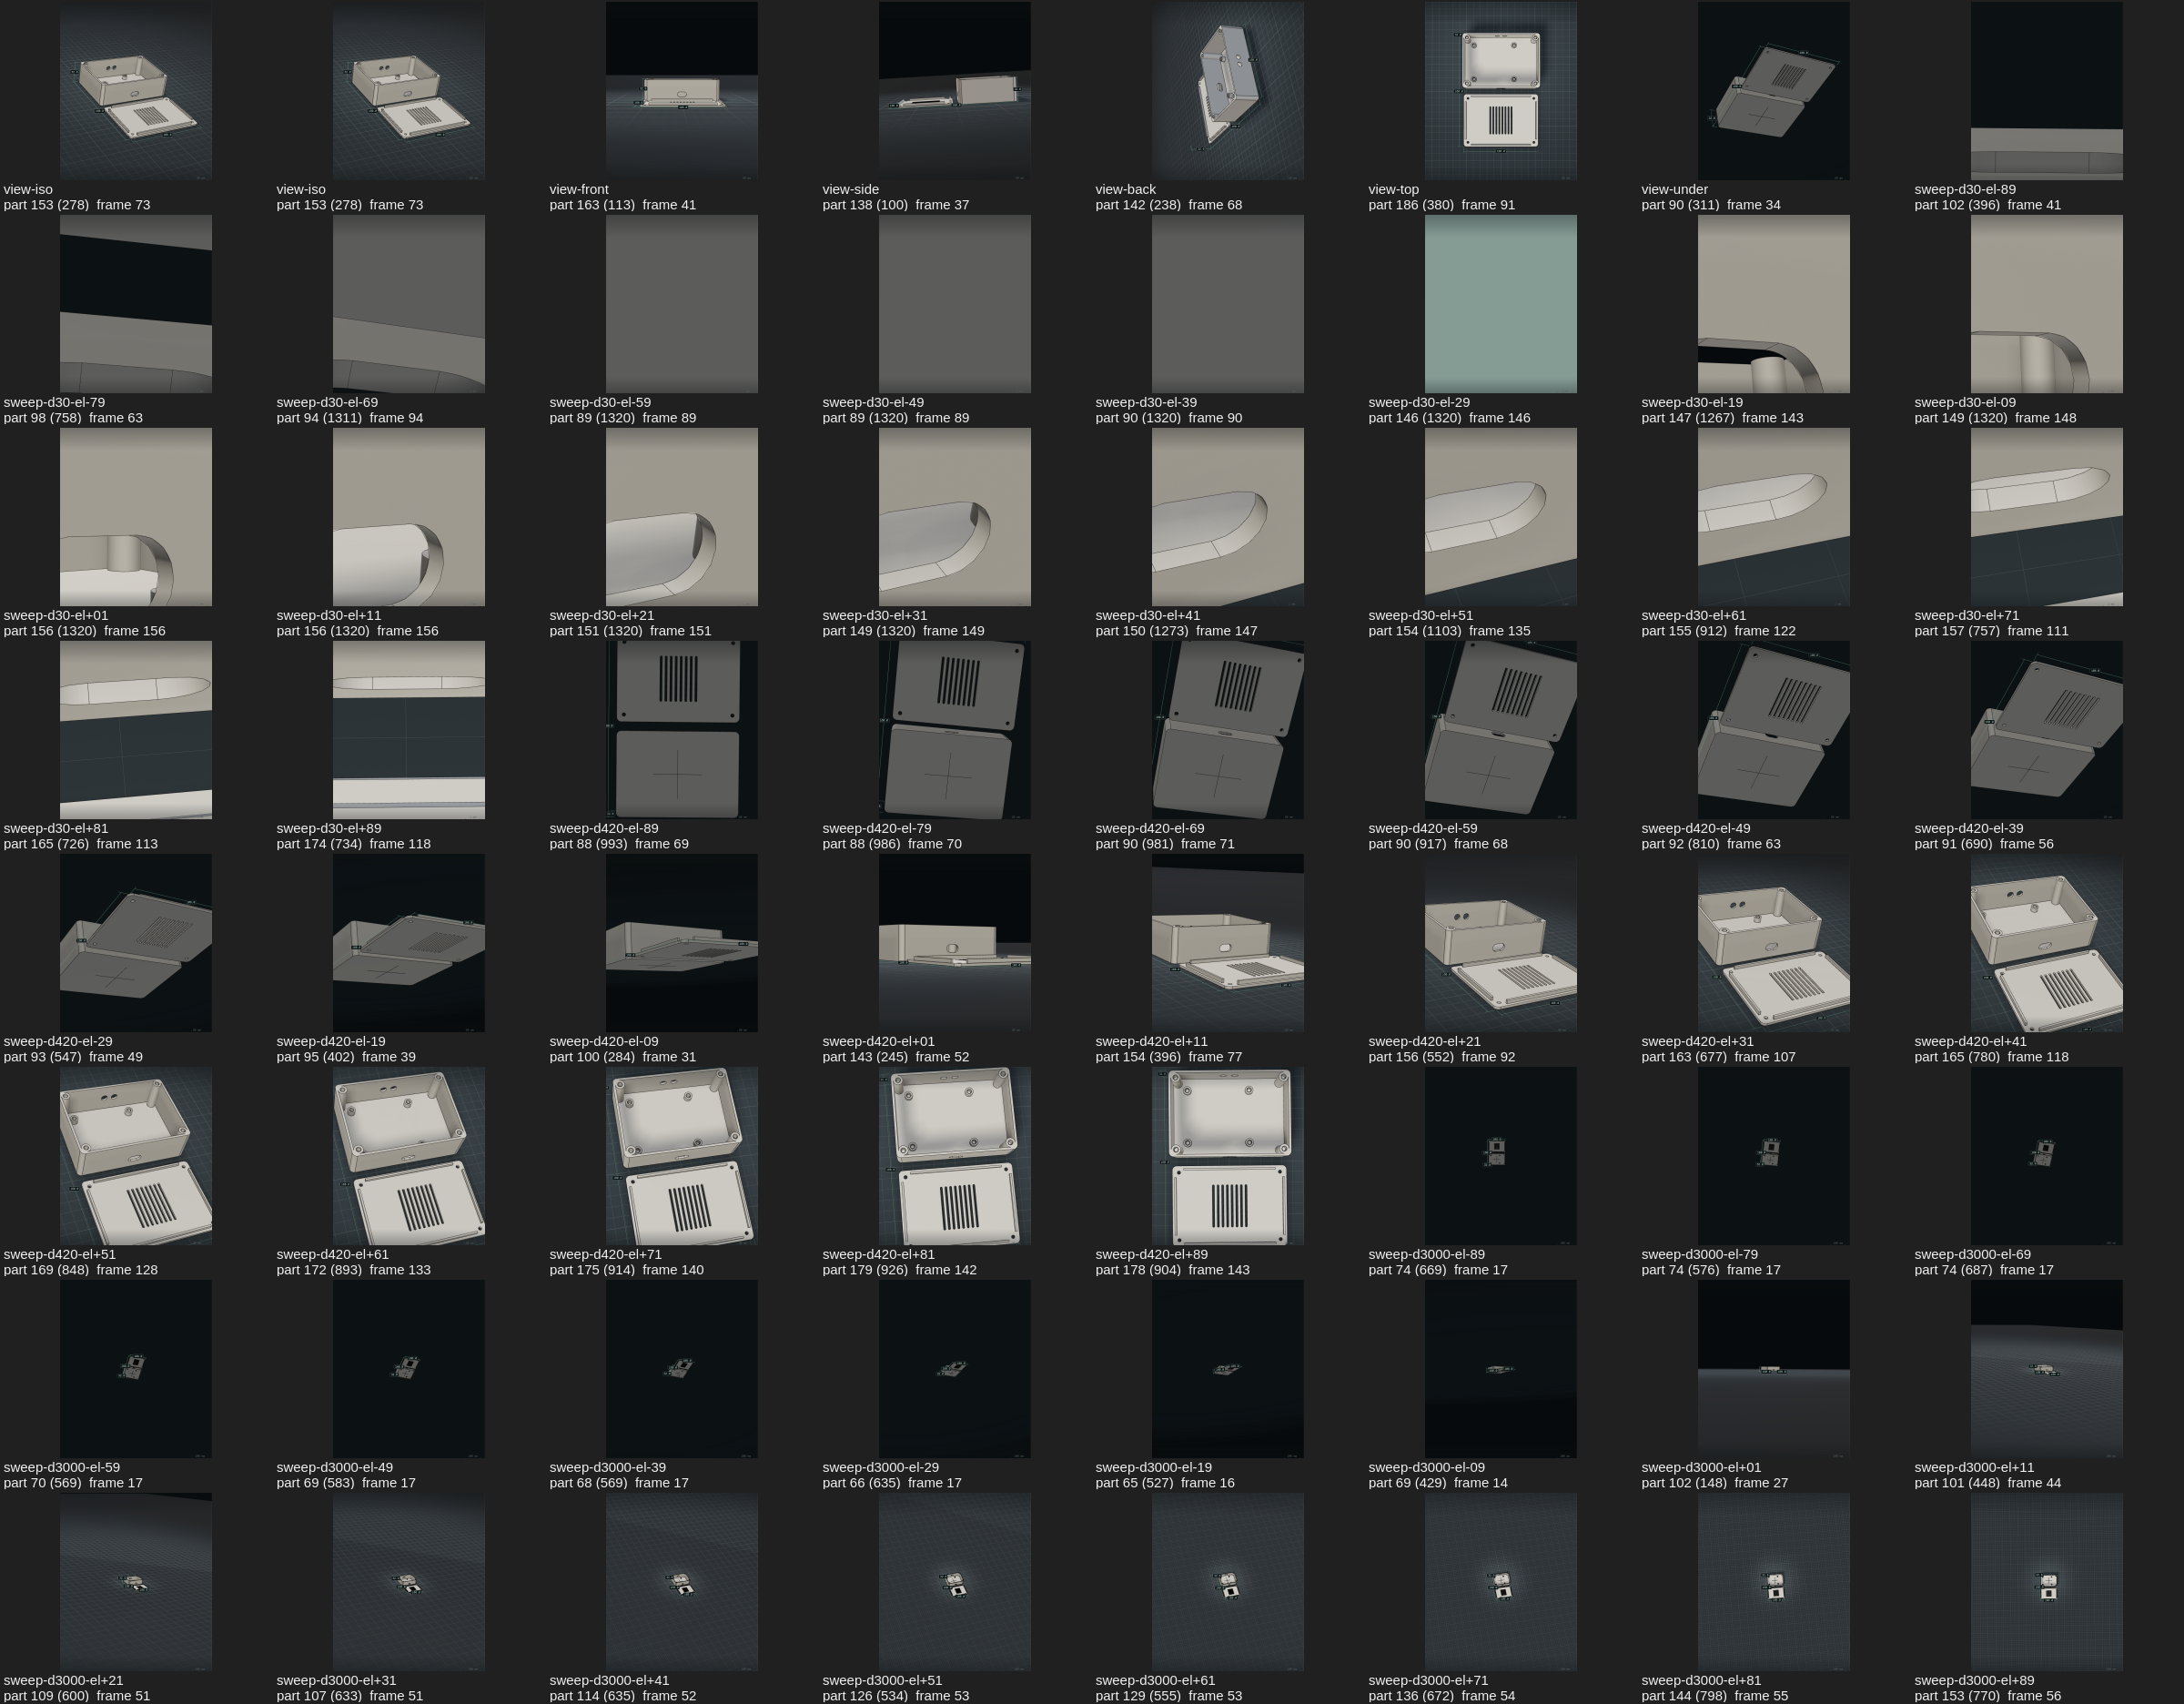 view-iso
part 153 (278)  frame 73
view-iso
part 153 (278)  frame 73
view-front
part 163 (113)  frame 41
view-side
part 138 (100)  frame 37
view-back
part 142 (238)  frame 68
view-top
part 186 (380)  frame 91
view-under
part 90 (311)  frame 34
sweep-d30-el-89
part 102 (396)  frame 41
sweep-d30-el-79
part 98 (758)  frame 63
sweep-d30-el-69
part 94 (1311)  frame 94
sweep-d30-el-59
part 89 (1320)  frame 89
sweep-d30-el-49
part 89 (1320)  frame 89
sweep-d30-el-39
part 90 (1320)  frame 90
sweep-d30-el-29
part 146 (1320)  frame 146
sweep-d30-el-19
part 147 (1267)  frame 143
sweep-d30-el-09
part 149 (1320)  frame 148
sweep-d30-el+01
part 156 (1320)  frame 156
sweep-d30-el+11
part 156 (1320)  frame 156
sweep-d30-el+21
part 151 (1320)  frame 151
sweep-d30-el+31
part 149 (1320)  frame 149
sweep-d30-el+41
part 150 (1273)  frame 147
sweep-d30-el+51
part 154 (1103)  frame 135
sweep-d30-el+61
part 155 (912)  frame 122
sweep-d30-el+71
part 157 (757)  frame 111
sweep-d30-el+81
part 165 (726)  frame 113
sweep-d30-el+89
part 174 (734)  frame 118
sweep-d420-el-89
part 88 (993)  frame 69
sweep-d420-el-79
part 88 (986)  frame 70
sweep-d420-el-69
part 90 (981)  frame 71
sweep-d420-el-59
part 90 (917)  frame 68
sweep-d420-el-49
part 92 (810)  frame 63
sweep-d420-el-39
part 91 (690)  frame 56
sweep-d420-el-29
part 93 (547)  frame 49
sweep-d420-el-19
part 95 (402)  frame 39
sweep-d420-el-09
part 100 (284)  frame 31
sweep-d420-el+01
part 143 (245)  frame 52
sweep-d420-el+11
part 154 (396)  frame 77
sweep-d420-el+21
part 156 (552)  frame 92
sweep-d420-el+31
part 163 (677)  frame 107
sweep-d420-el+41
part 165 (780)  frame 118
sweep-d420-el+51
part 169 (848)  frame 128
sweep-d420-el+61
part 172 (893)  frame 133
sweep-d420-el+71
part 175 (914)  frame 140
sweep-d420-el+81
part 179 (926)  frame 142
sweep-d420-el+89
part 178 (904)  frame 143
sweep-d3000-el-89
part 74 (669)  frame 17
sweep-d3000-el-79
part 74 (576)  frame 17
sweep-d3000-el-69
part 74 (687)  frame 17
sweep-d3000-el-59
part 70 (569)  frame 17
sweep-d3000-el-49
part 69 (583)  frame 17
sweep-d3000-el-39
part 68 (569)  frame 17
sweep-d3000-el-29
part 66 (635)  frame 17
sweep-d3000-el-19
part 65 (527)  frame 16
sweep-d3000-el-09
part 69 (429)  frame 14
sweep-d3000-el+01
part 102 (148)  frame 27
sweep-d3000-el+11
part 101 (448)  frame 44
sweep-d3000-el+21
part 109 (600)  frame 51
sweep-d3000-el+31
part 107 (633)  frame 51
sweep-d3000-el+41
part 114 (635)  frame 52
sweep-d3000-el+51
part 126 (534)  frame 53
sweep-d3000-el+61
part 129 (555)  frame 53
sweep-d3000-el+71
part 136 (672)  frame 54
sweep-d3000-el+81
part 144 (798)  frame 55
sweep-d3000-el+89
part 153 (770)  frame 56